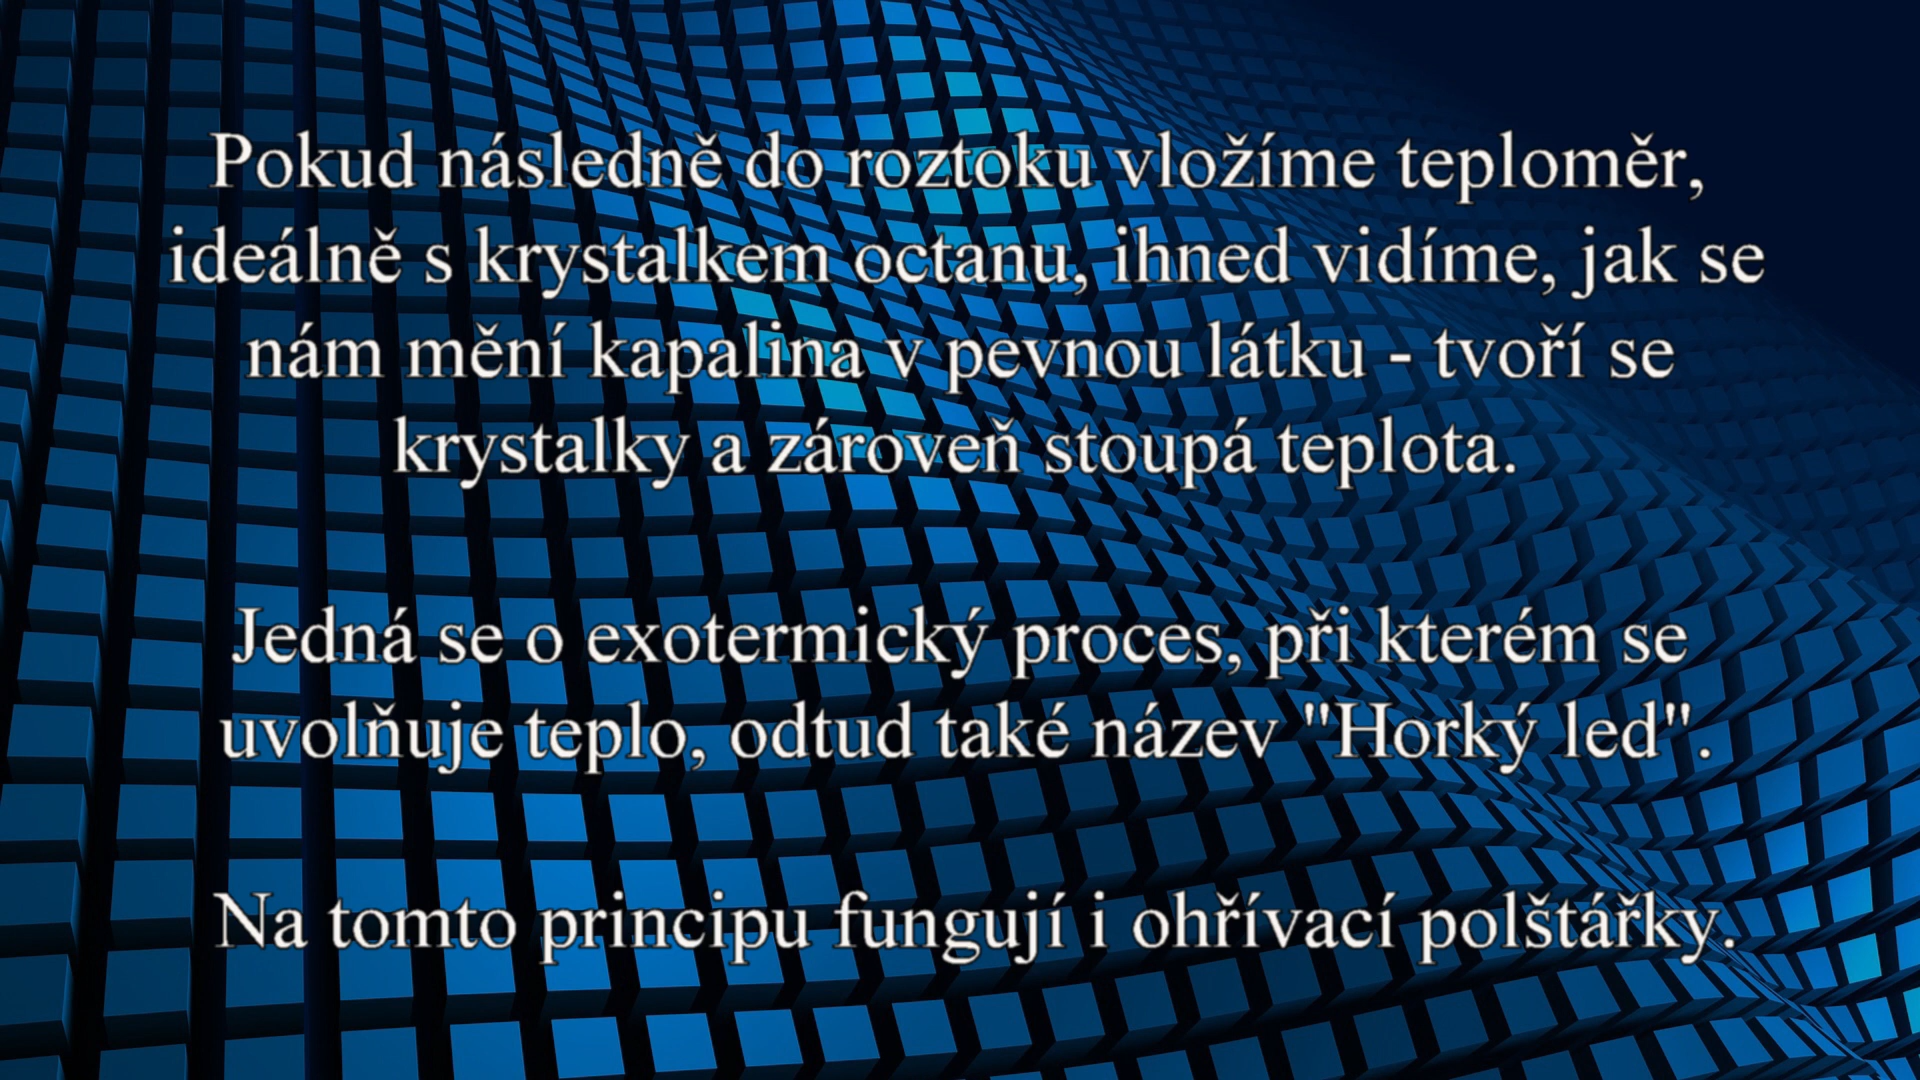 Pokud následně do roztoku vložíme teploměr,
ideálně s krystalkem octanu, ihned vidíme, jak se
nám mění kapalina v pevnou látku - tvoří se
krystalky a zároveň stoupá teplota.
Jedná se o exotermický proces, při kterém se
uvolňuje teplo, odtud také název "Horký led".
Na tomto principu fungují i ohřívací polštářky.